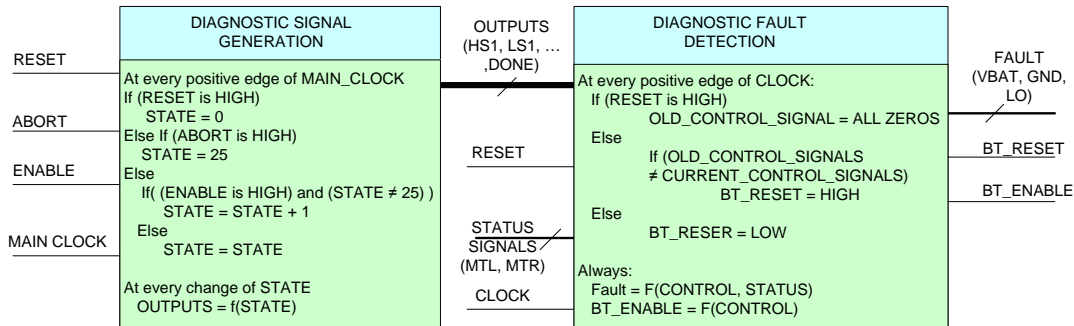 DIAGNOSTIC SIGNAL
GENERATION
RESET
ABORT
ENABLE
MAIN CLOCK
At every positive edge of MAIN_CLOCK
If (RESET is HIGH)
STATE = 0
Else If (ABORT is HIGH)
STATE = 25
Else
If( (ENABLE is HIGH) and (STATE ≠ 25) )
STATE = STATE + 1
Else
STATE = STATE
At every change of STATE
OUTPUTS = f(STATE)
OUTPUTS
(HS1, LS1, …
,DONE)
RESET
STATUS
SIGNALS
(MTL, MTR)
CLOCK
DIAGNOSTIC FAULT
DETECTION
At every positive edge of CLOCK:
If (RESET is HIGH)
OLD_CONTROL_SIGNAL = ALL ZEROS
Else
If (OLD_CONTROL_SIGNALS
≠ CURRENT_CONTROL_SIGNALS)
BT_RESET = HIGH
Else
BT_RESER = LOW
Always:
Fault = F(CONTROL, STATUS)
BT_ENABLE = F(CONTROL)
FAULT
(VBAT, GND,
LO)
BT_RESET
BT_ENABLE